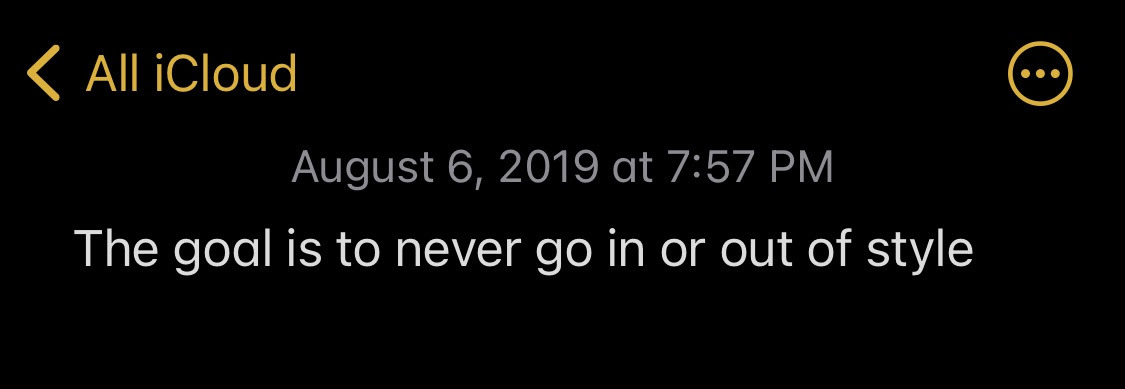 All iCloud
August 6, 2019 at 7:57 PM
The goal is to never go in or out of style